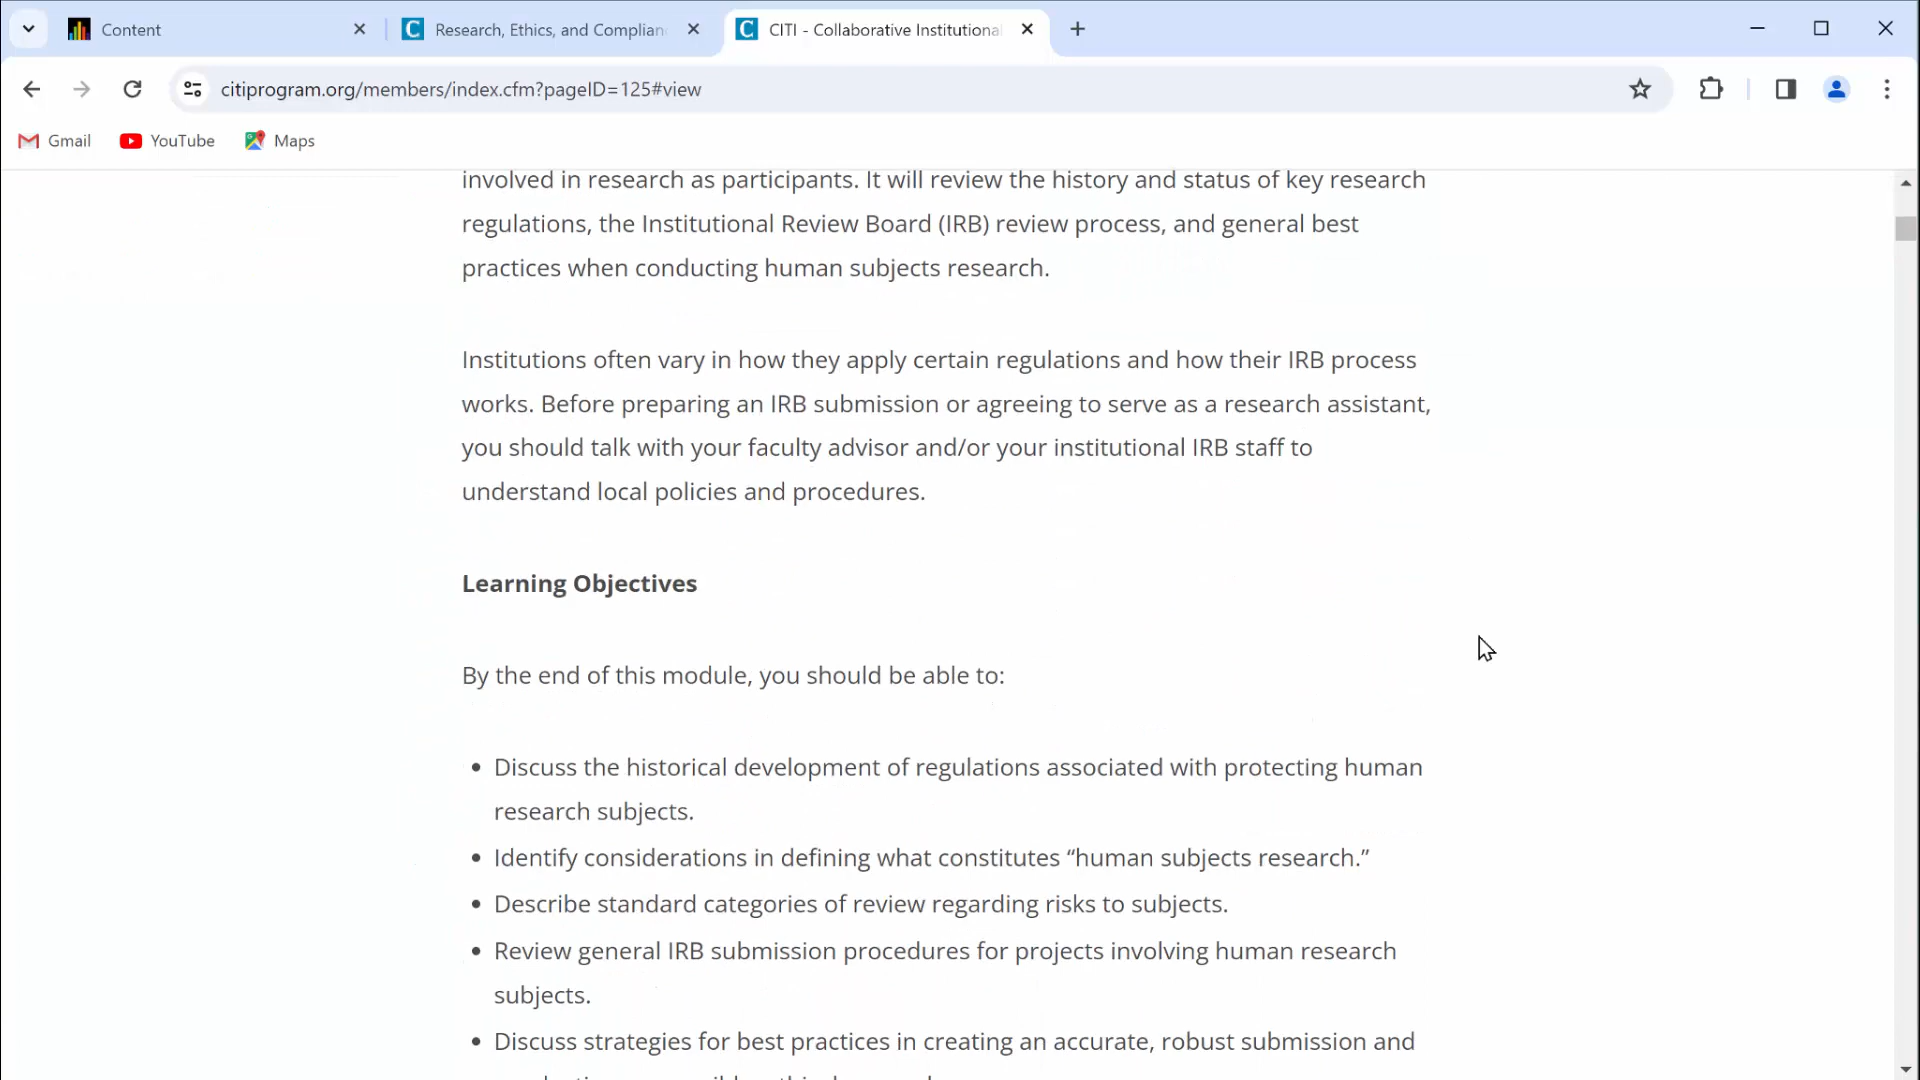 Content
Research, Ethics, and Complian
CITI - Collaborative Institutiona
citiprogram.org/members/index.cfm?pageID=125#view
Gmail
YouTube
Maps
involved in research as participants. It will review the history and status of key research
regulations, the Institutional Review Board (IRB) review process, and general best
practices when conducting human subjects research.
Institutions often vary in how they apply certain regulations and how their IRB process
works. Before preparing an IRB submission or agreeing to serve as a research assistant,
you should talk with your faculty advisor and/or your institutional IRB staff to
understand local policies and procedures.
Learning Objectives
By the end of this module, you should be able to:
• Discuss the historical development of regulations associated with protecting human
research subjects.
• Identify considerations in defining what constitutes “human subjects research.”
• Describe standard categories of review regarding risks to subjects.
• Review general IRB submission procedures for projects involving human research
subjects.
• Discuss strategies for best practices in creating an accurate, robust submission and